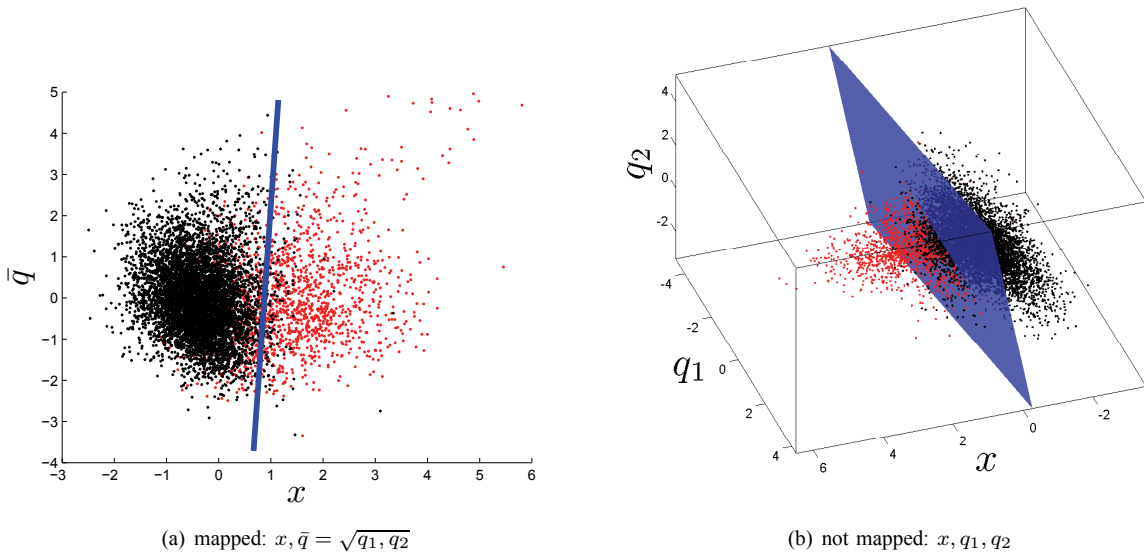 5
4
3
2
1
0
−1
−2
−3
−4
−3 −2 −1 0 1 2 3 4 5 6
q̄
x
(a) mapped: x, q̄ = √q₁, q₂
4
2
0
−2
−4
q₂
−4
−2
0
2
4
q₁
6 4 2 0 −2
x
(b) not mapped: x, q₁, q₂